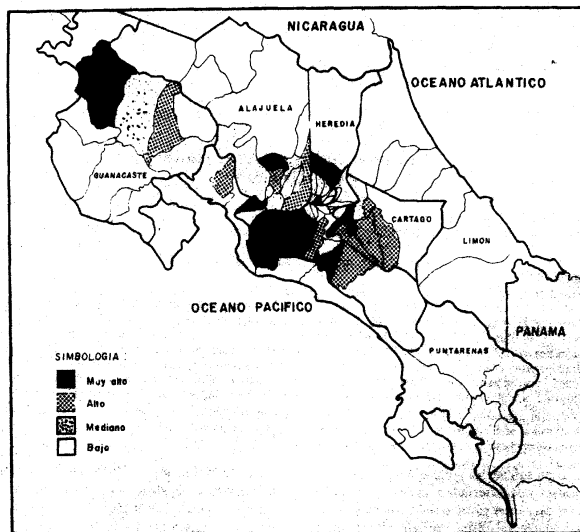 NICARAGUA
OCEANO ATLANTICO
ALAJUELA
HEREDIA
GUANACASTE
CARTAGO
LIMON
OCEANO PACIFICO
PANAMA
PUNTARENAS
SIMBOLOGIA :
Muy alto
Alto
Mediano
Bajo